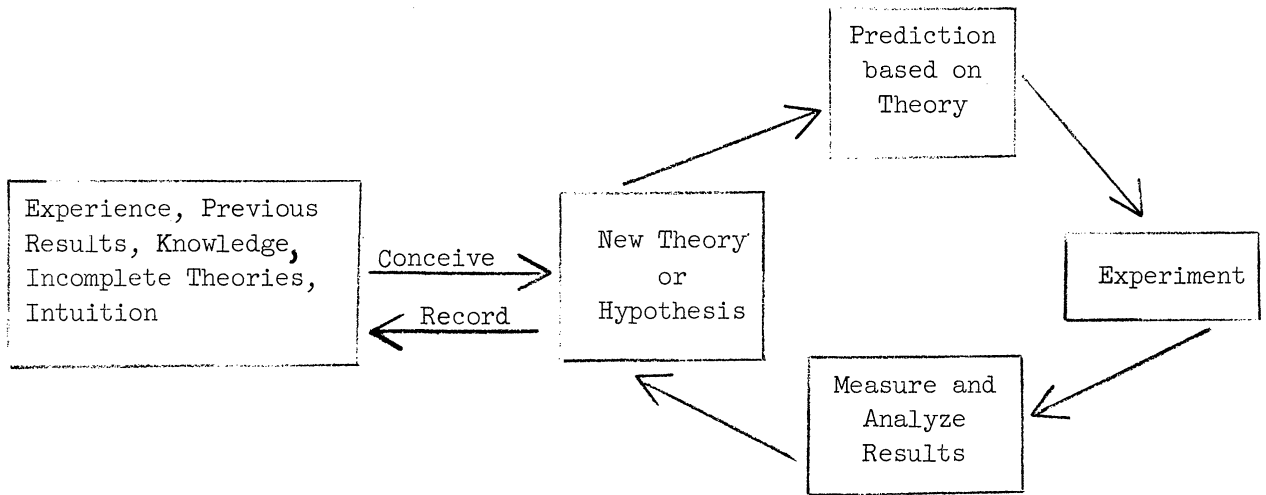 Experience, Previous
Results, Knowledge,
Incomplete Theories,
Intuition
Conceive
Record
New Theory
or
Hypothesis
Prediction
based on
Theory
Experiment
Measure and
Analyze
Results